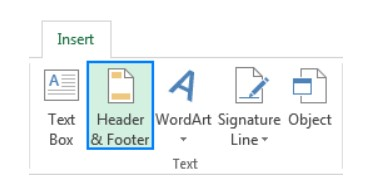 Insert
A
Text Box
Header & Footer
A
WordArt
Signature Line
Object
Text